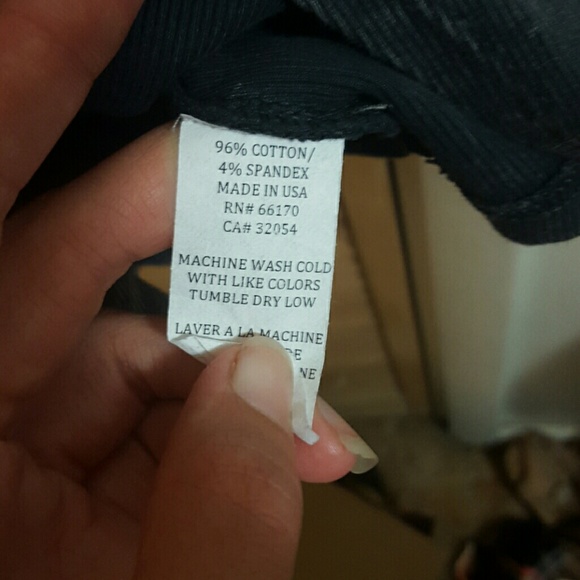 96% COTTON/
4% SPANDEX
MADE IN USA
RN# 66170
CA# 32054
MACHINE WASH COLD
WITH LIKE COLORS
TUMBLE DRY LOW
LAVER A LA MACHINE